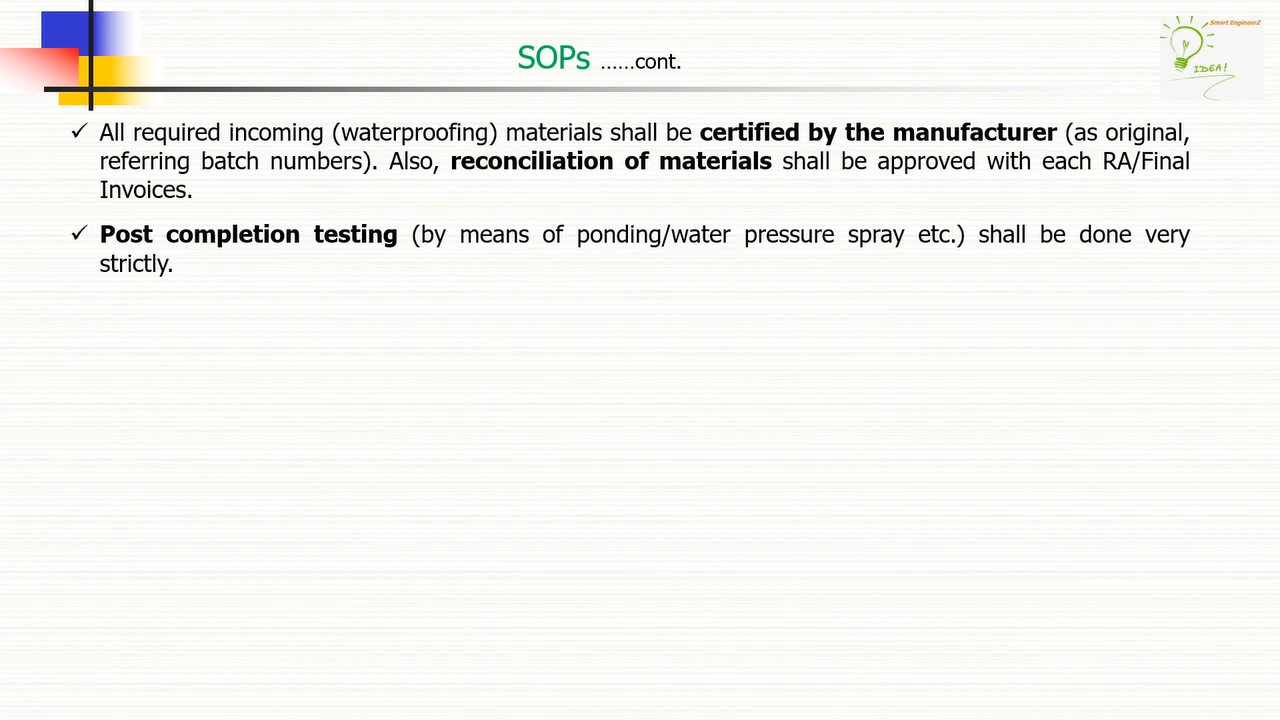 Smart EngineerZ
SOPs ……cont.
IDEA!
✓ All required incoming (waterproofing) materials shall be certified by the manufacturer (as original,
referring batch numbers). Also, reconciliation of materials shall be approved with each RA/Final
Invoices.
✓ Post completion testing (by means of ponding/water pressure spray etc.) shall be done very
strictly.